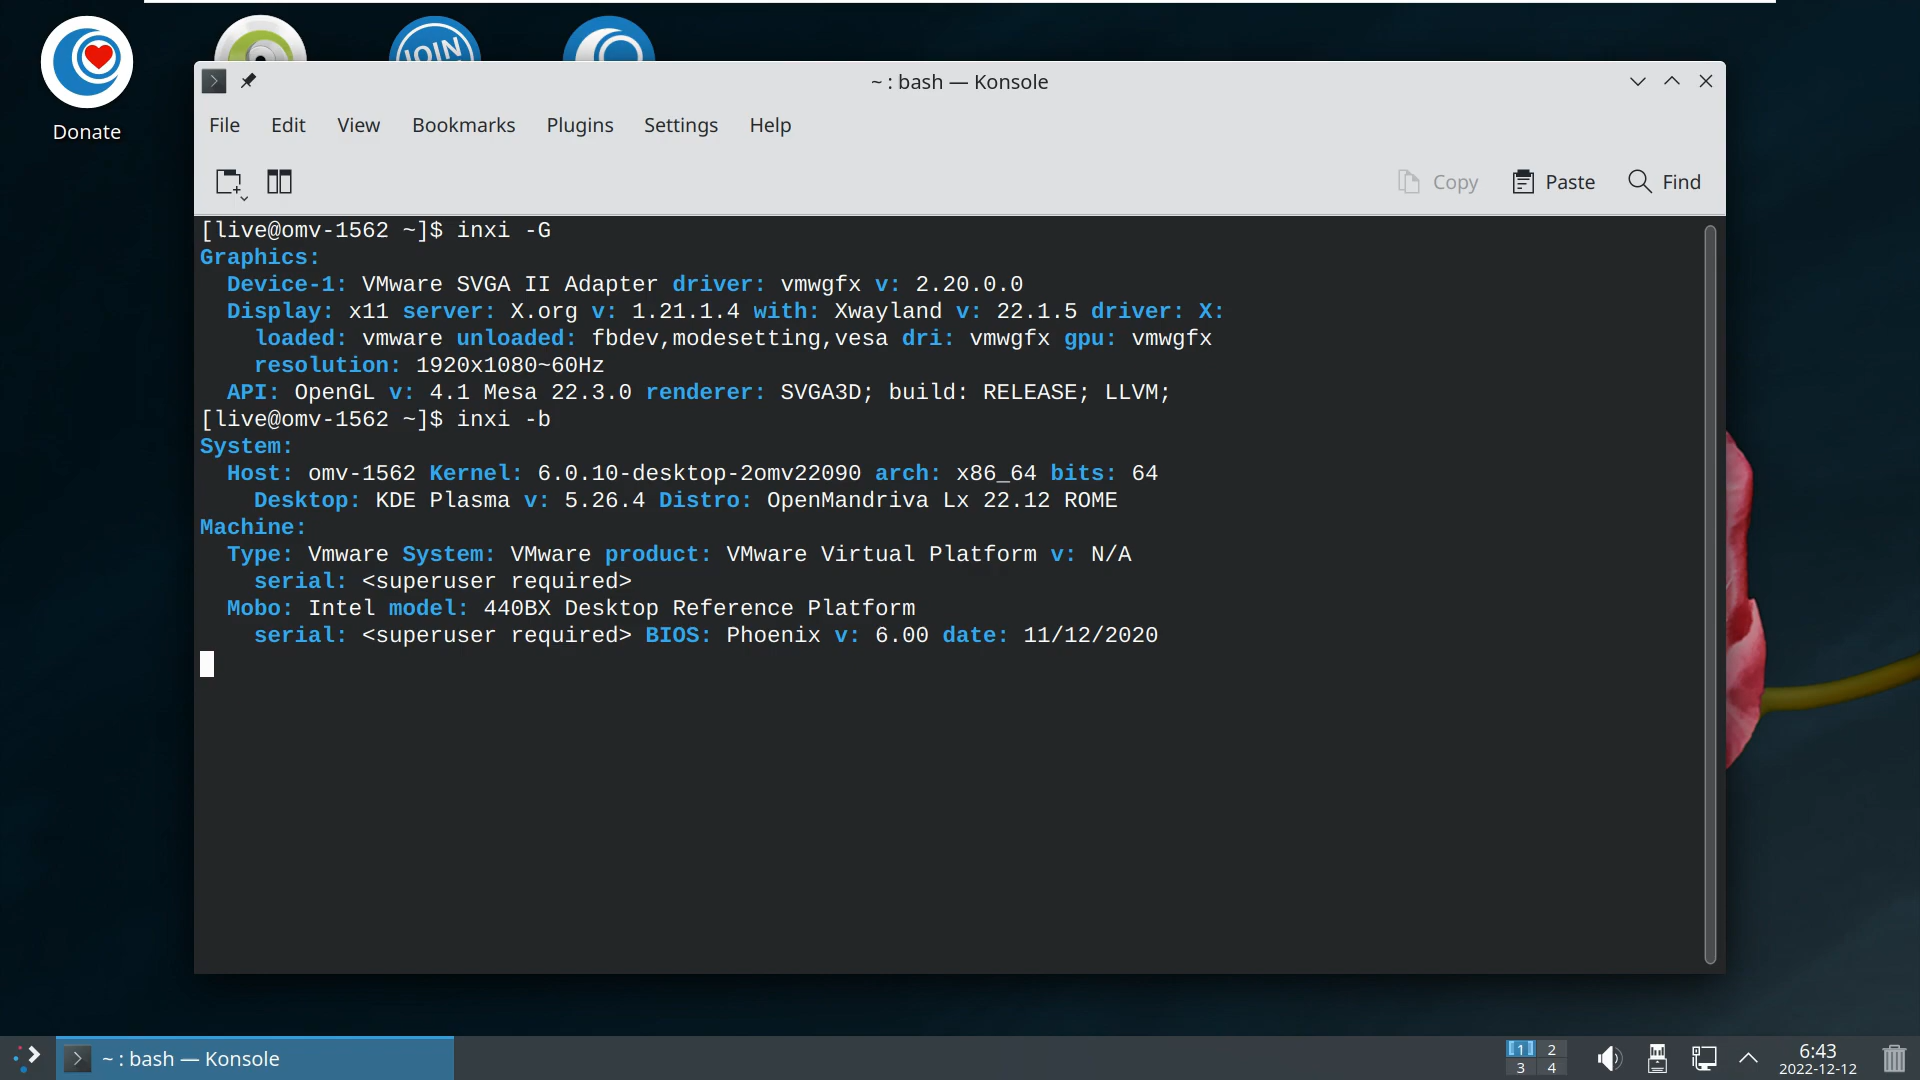 JOIN
Donate
~ : bash — Konsole
File Edit View Bookmarks Plugins Settings Help
Copy Paste Find
[live@omv-1562 ~]$ inxi -G
Graphics:
  Device-1: VMware SVGA II Adapter driver: vmwgfx v: 2.20.0.0
  Display: x11 server: X.org v: 1.21.1.4 with: Xwayland v: 22.1.5 driver: X:
    loaded: vmware unloaded: fbdev,modesetting,vesa dri: vmwgfx gpu: vmwgfx
    resolution: 1920x1080~60Hz
  API: OpenGL v: 4.1 Mesa 22.3.0 renderer: SVGA3D; build: RELEASE; LLVM;
[live@omv-1562 ~]$ inxi -b
System:
  Host: omv-1562 Kernel: 6.0.10-desktop-2omv22090 arch: x86_64 bits: 64
    Desktop: KDE Plasma v: 5.26.4 Distro: OpenMandriva Lx 22.12 ROME
Machine:
  Type: Vmware System: VMware product: VMware Virtual Platform v: N/A
    serial: <superuser required>
  Mobo: Intel model: 440BX Desktop Reference Platform
    serial: <superuser required> BIOS: Phoenix v: 6.00 date: 11/12/2020
~ : bash — Konsole
1 2
3 4
6:43
2022-12-12